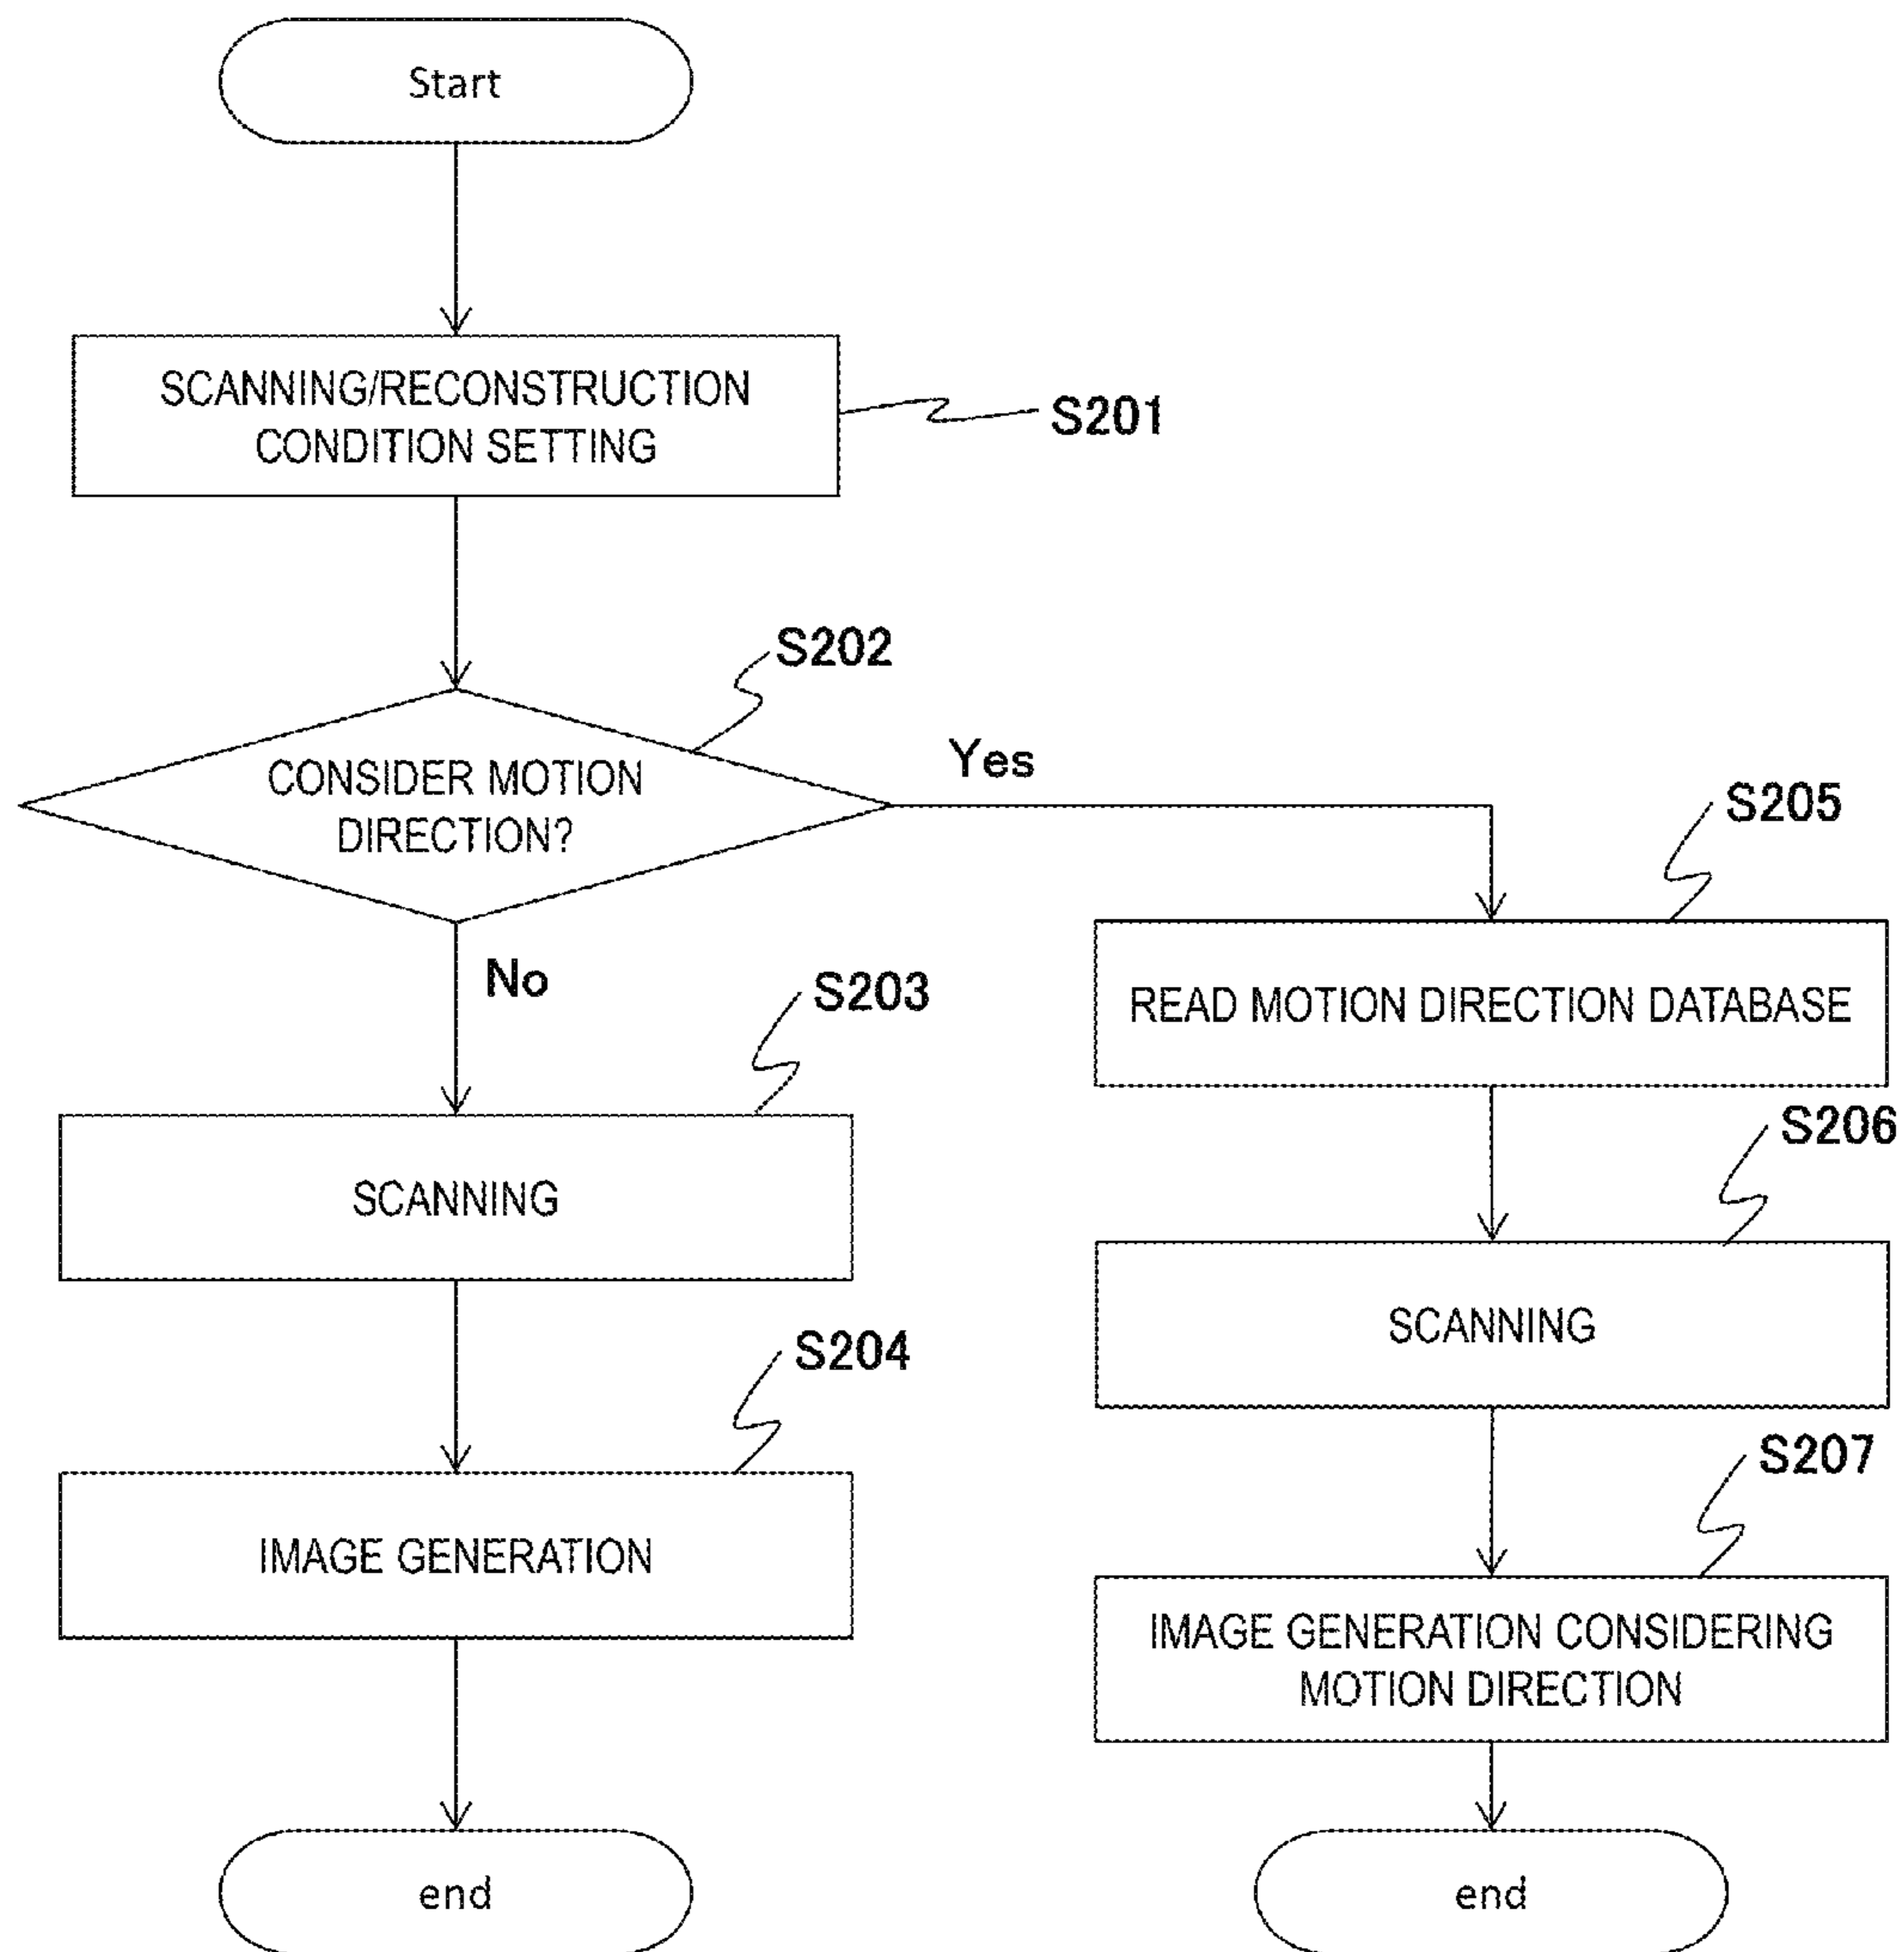 Start
SCANNING/RECONSTRUCTION
CONDITION SETTING
S201
S202
CONSIDER MOTION
DIRECTION?
Yes
No
S203
SCANNING
S204
IMAGE GENERATION
end
S205
READ MOTION DIRECTION DATABASE
S206
SCANNING
S207
IMAGE GENERATION CONSIDERING
MOTION DIRECTION
end